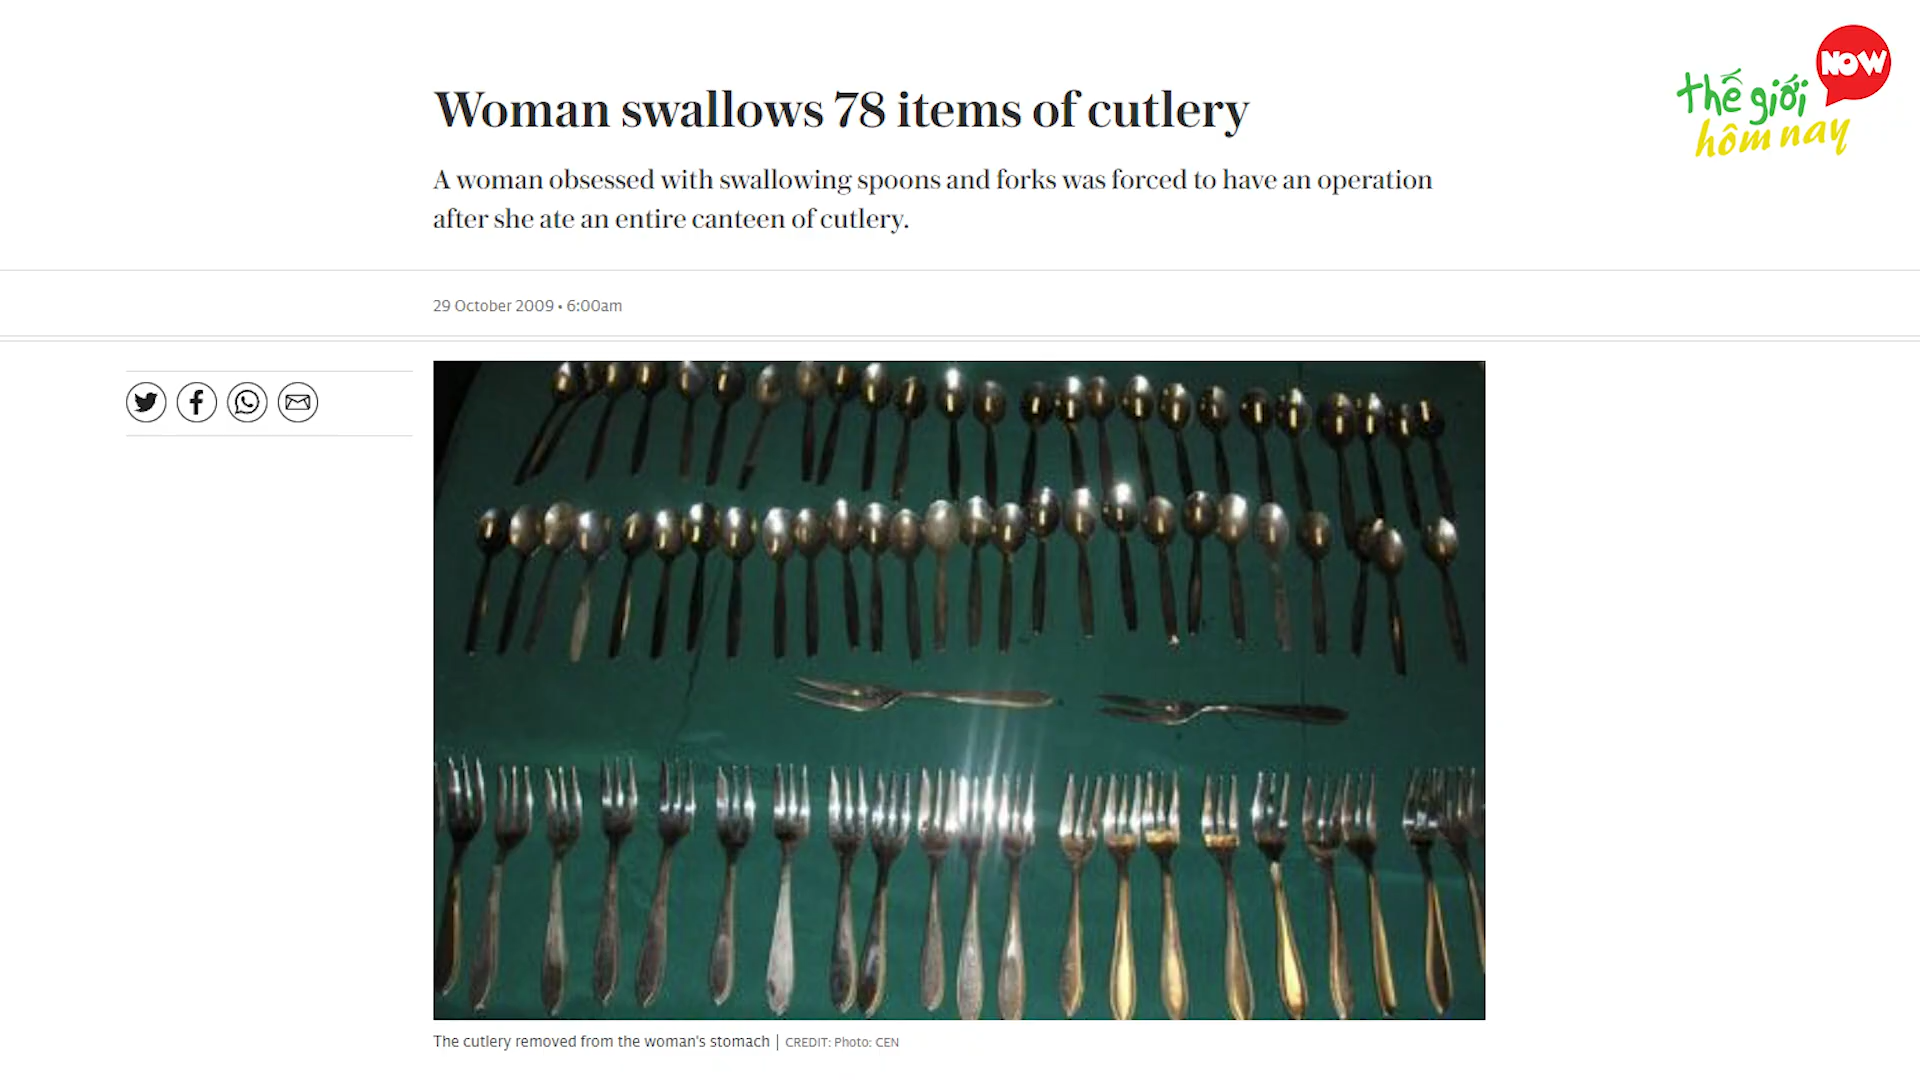 NOW
thế giới
hôm nay
Woman swallows 78 items of cutlery
A woman obsessed with swallowing spoons and forks was forced to have an operation
after she ate an entire canteen of cutlery.
29 October 2009 • 6:00am
The cutlery removed from the woman's stomach | CREDIT: Photo: CEN